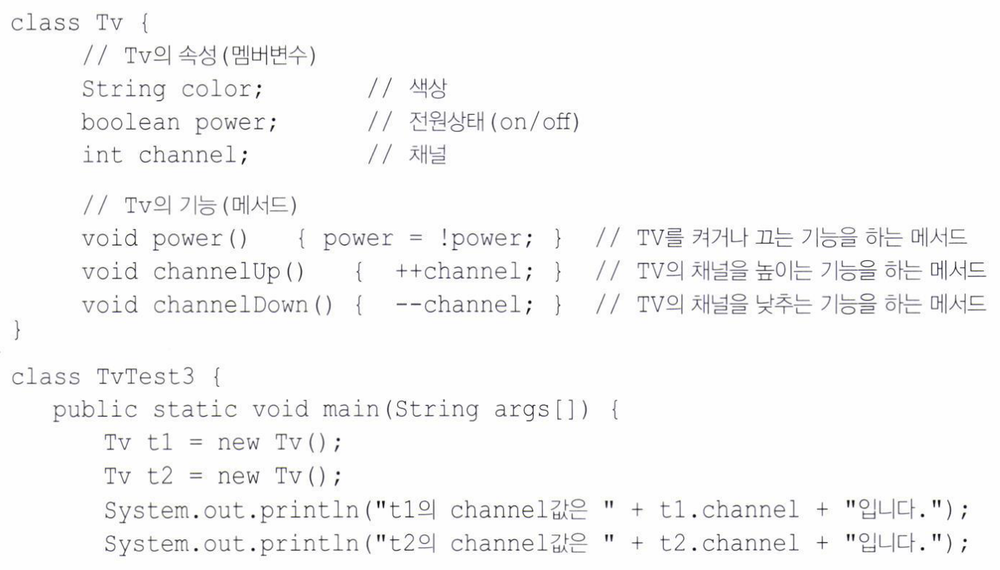 class Tv {
// Tv의 속성(멤버변수)
String color; // 색상
boolean power; // 전원상태(on/off)
int channel; // 채널
// Tv의 기능(메서드)
void power() { power = !power; } // TV를 켜거나 끄는 기능을 하는 메서드
void channelUp() { ++channel; } // TV의 채널을 높이는 기능을 하는 메서드
void channelDown() { --channel; } // TV의 채널을 낮추는 기능을 하는 메서드
}
class TvTest3 {
public static void main(String args[]) {
Tv t1 = new Tv();
Tv t2 = new Tv();
System.out.println("t1의 channel값은 " + t1.channel + "입니다.");
System.out.println("t2의 channel값은 " + t2.channel + "입니다.");